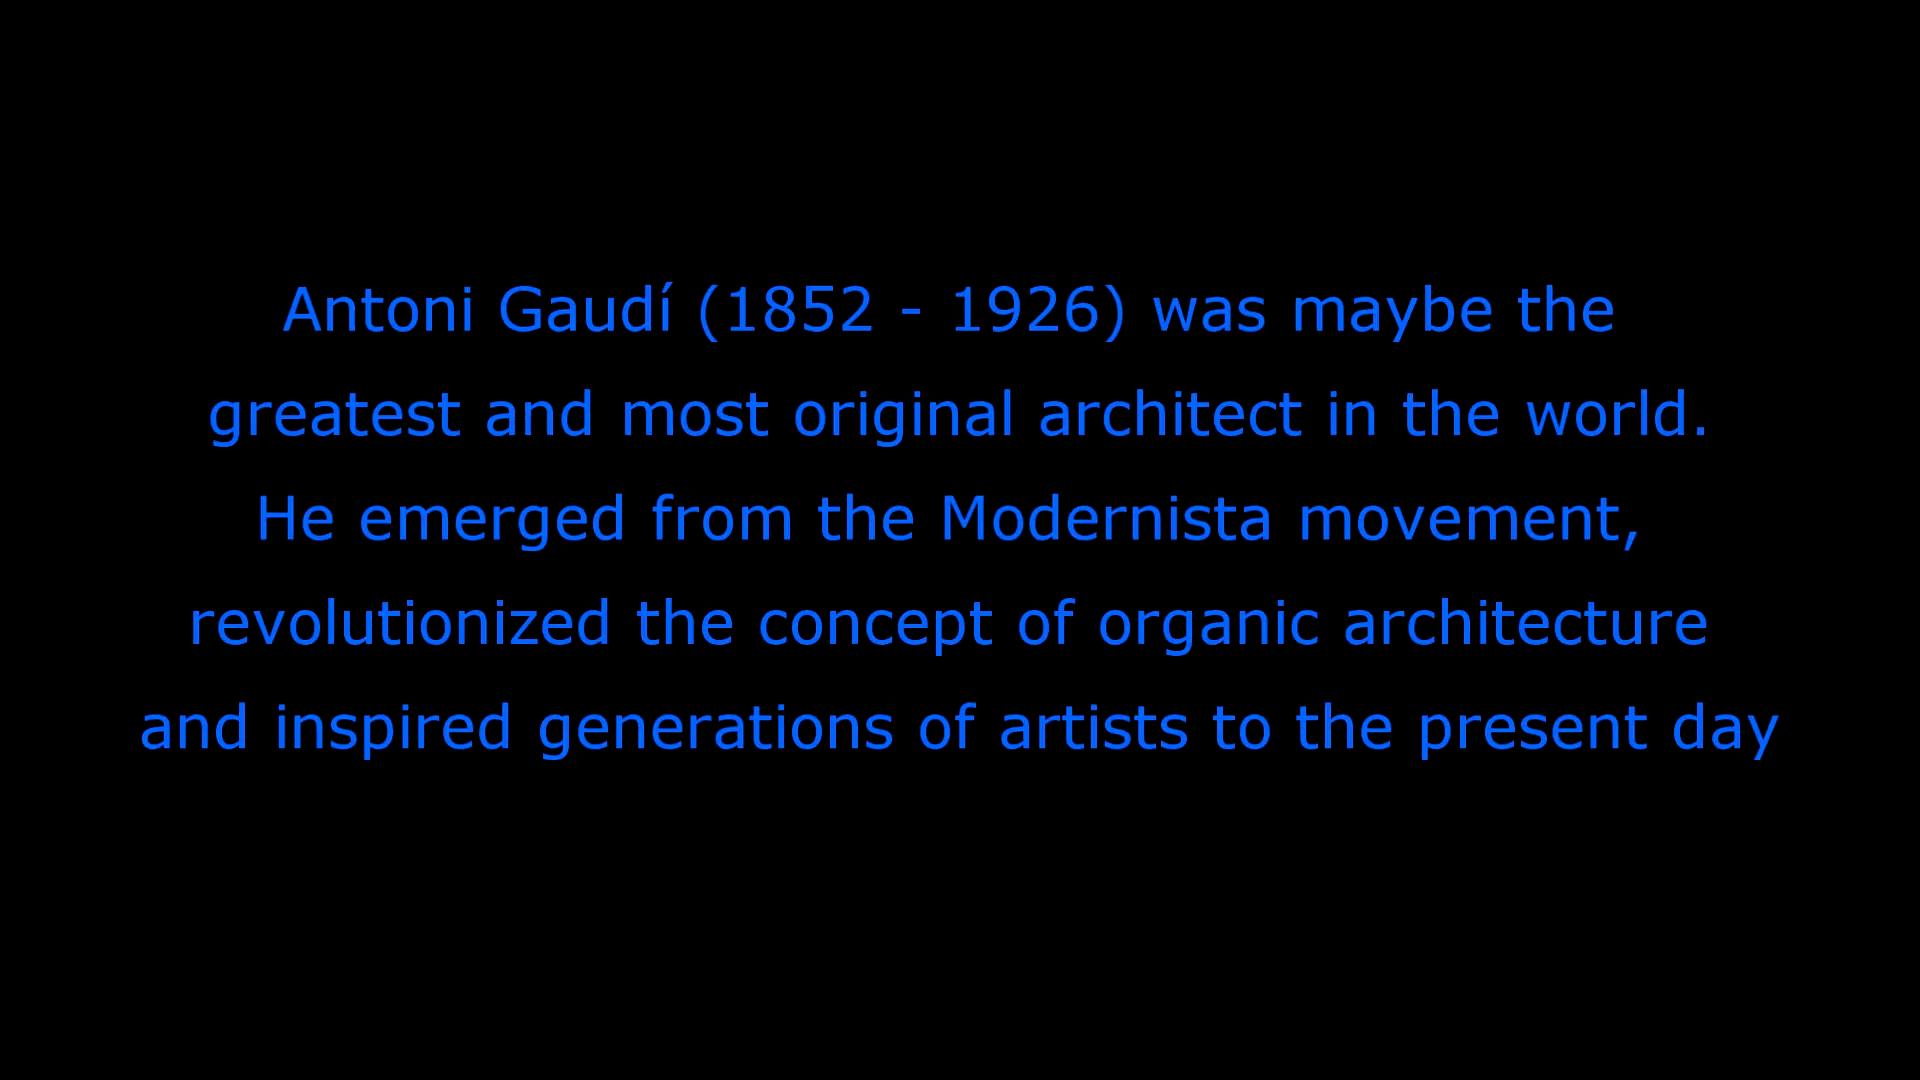 Antoni Gaudí (1852 - 1926) was maybe the
greatest and most original architect in the world.
He emerged from the Modernista movement,
revolutionized the concept of organic architecture
and inspired generations of artists to the present day